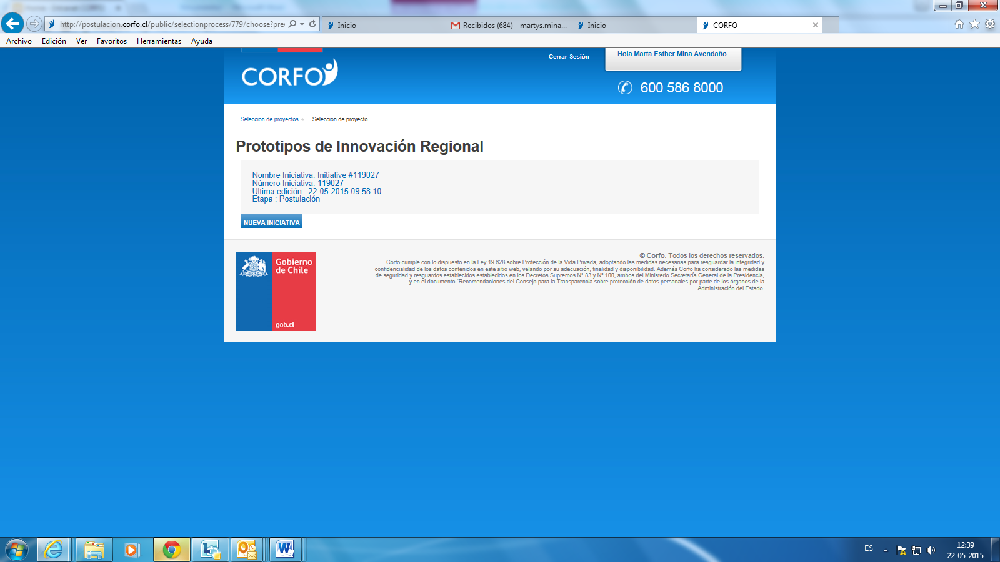 http://postulacion.corfo.cl/public/selectionprocess/779/choose?pre
Inicio
Recibidos (684) - martys.mina...
Inicio
CORFO
Archivo Edición Ver Favoritos Herramientas Ayuda
CORFO
Cerrar Sesión
Hola Marta Esther Mina Avendaño
600 586 8000
Seleccion de proyectos
Seleccion de proyecto
Prototipos de Innovación Regional
Nombre Iniciativa: Initiative #119027
Número Iniciativa: 119027
Ultima edición : 22-05-2015 09:58:10
Etapa : Postulación
NUEVA INICIATIVA
Gobierno
de Chile
gob.cl
© Corfo. Todos los derechos reservados.
Corfo cumple con lo dispuesto en la Ley 19.628 sobre Protección de la Vida Privada, adoptando las medidas necesarias para resguardar la integridad y
confidencialidad de los datos contenidos en este sitio web, velando por su adecuación, finalidad y disponibilidad. Además Corfo ha considerado las medidas
de seguridad y resguardos establecidos establecidos en los Decretos Supremos N° 83 y N° 100, ambos del Ministerio Secretaría General de la Presidencia,
y en el documento "Recomendaciones del Consejo para la Transparencia sobre protección de datos personales por parte de los órganos de la
Administración del Estado.
ES
12:39
22-05-2015